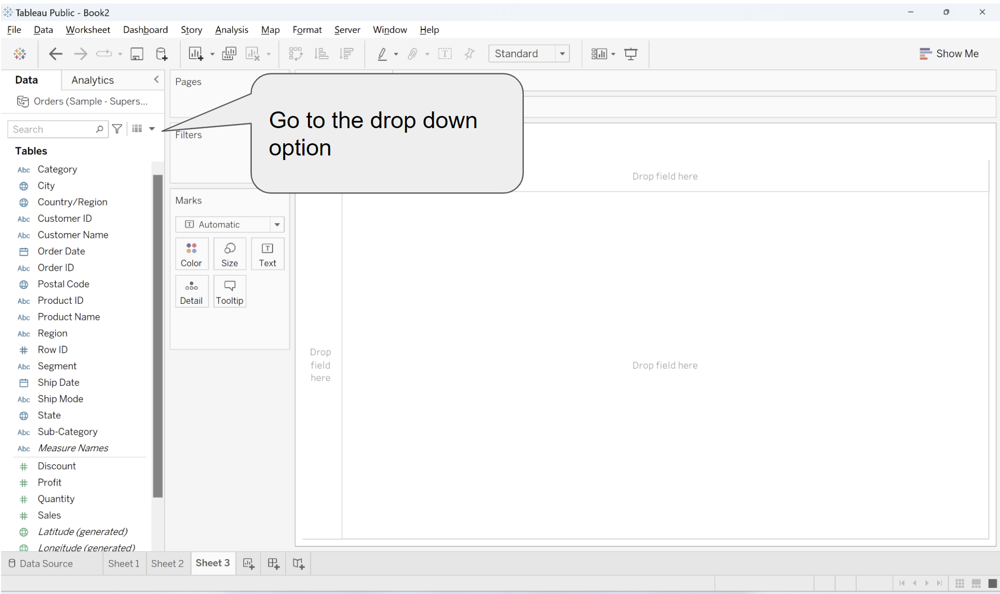 Tableau Public - Book2
File Data Worksheet Dashboard Story Analysis Map Format Server Window Help
Standard
Show Me
Data Analytics
Orders (Sample - Supers...
Search
Tables
Abc Category
City
Country/Region
Abc Customer ID
Abc Customer Name
Order Date
Abc Order ID
Postal Code
Abc Product ID
Abc Product Name
Abc Region
# Row ID
Abc Segment
Ship Date
Abc Ship Mode
State
Abc Sub-Category
Abc Measure Names
# Discount
# Profit
# Quantity
# Sales
Latitude (generated)
Longitude (generated)
Pages
Filters
Marks
T Automatic
Color Size T Text
Detail Tooltip
Go to the drop down
option
Drop field here
Drop
field
here
Drop field here
Data Source Sheet 1 Sheet 2 Sheet 3